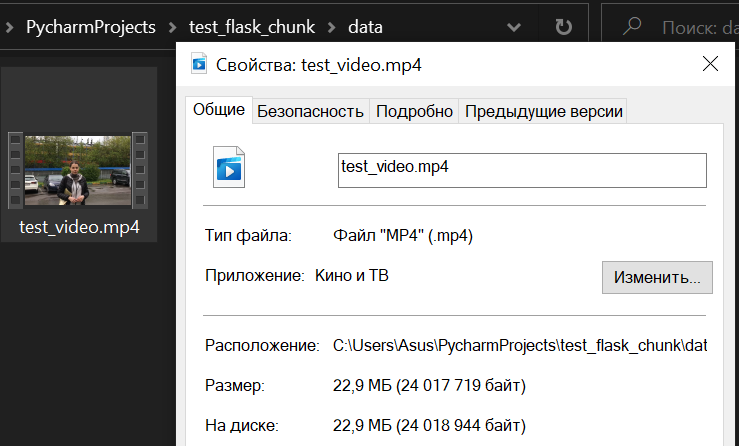 PycharmProjects > test_flask_chunk > data
Поиск: da
Свойства: test_video.mp4
Общие Безопасность Подробно Предыдущие версии
test_video.mp4
test_video.mp4
Тип файла: Файл "MP4" (.mp4)
Приложение: Кино и ТВ Изменить...
Расположение: C:\Users\Asus\PycharmProjects\test_flask_chunk\dat
Размер: 22,9 МБ (24 017 719 байт)
На диске: 22,9 МБ (24 018 944 байт)